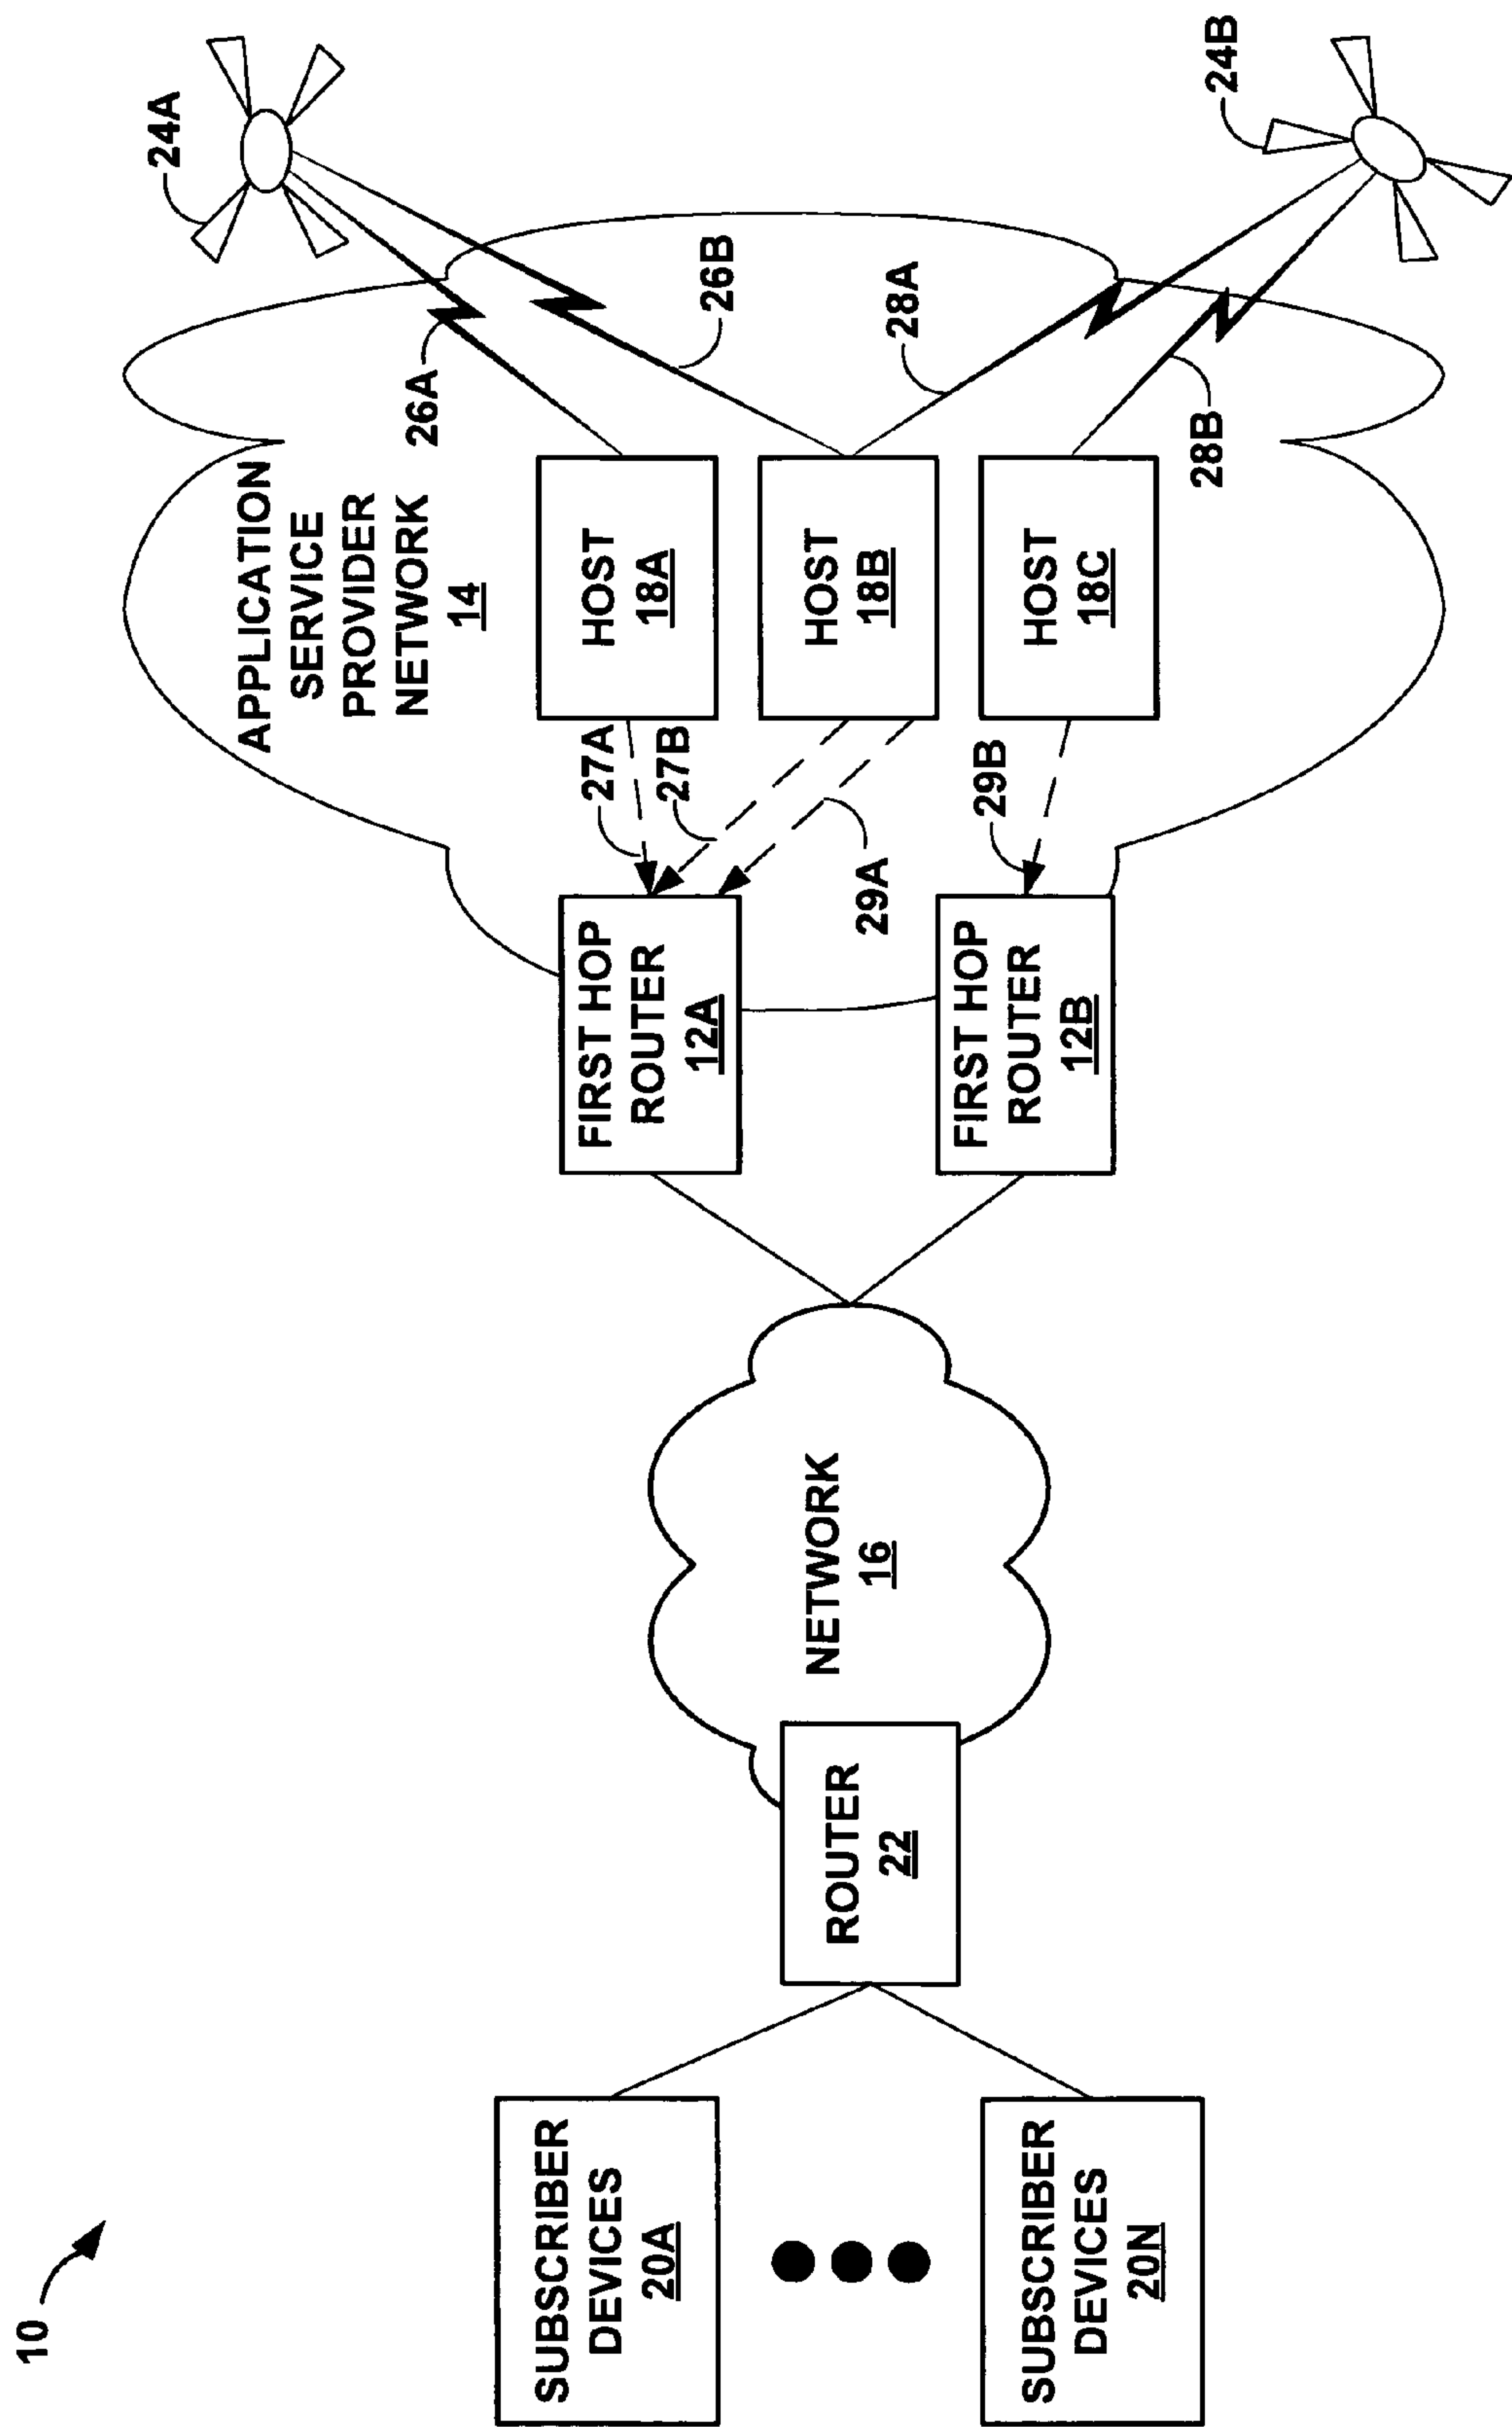 10
SUBSCRIBER
DEVICES
20A
SUBSCRIBER
DEVICES
20N
ROUTER
22
NETWORK
16
FIRST HOP
ROUTER
12A
FIRST HOP
ROUTER
12B
APPLICATION
SERVICE
PROVIDER
NETWORK
14
27A
27B
29A
29B
HOST
18A
HOST
18B
HOST
18C
26A
26B
28A
28B
24A
24B